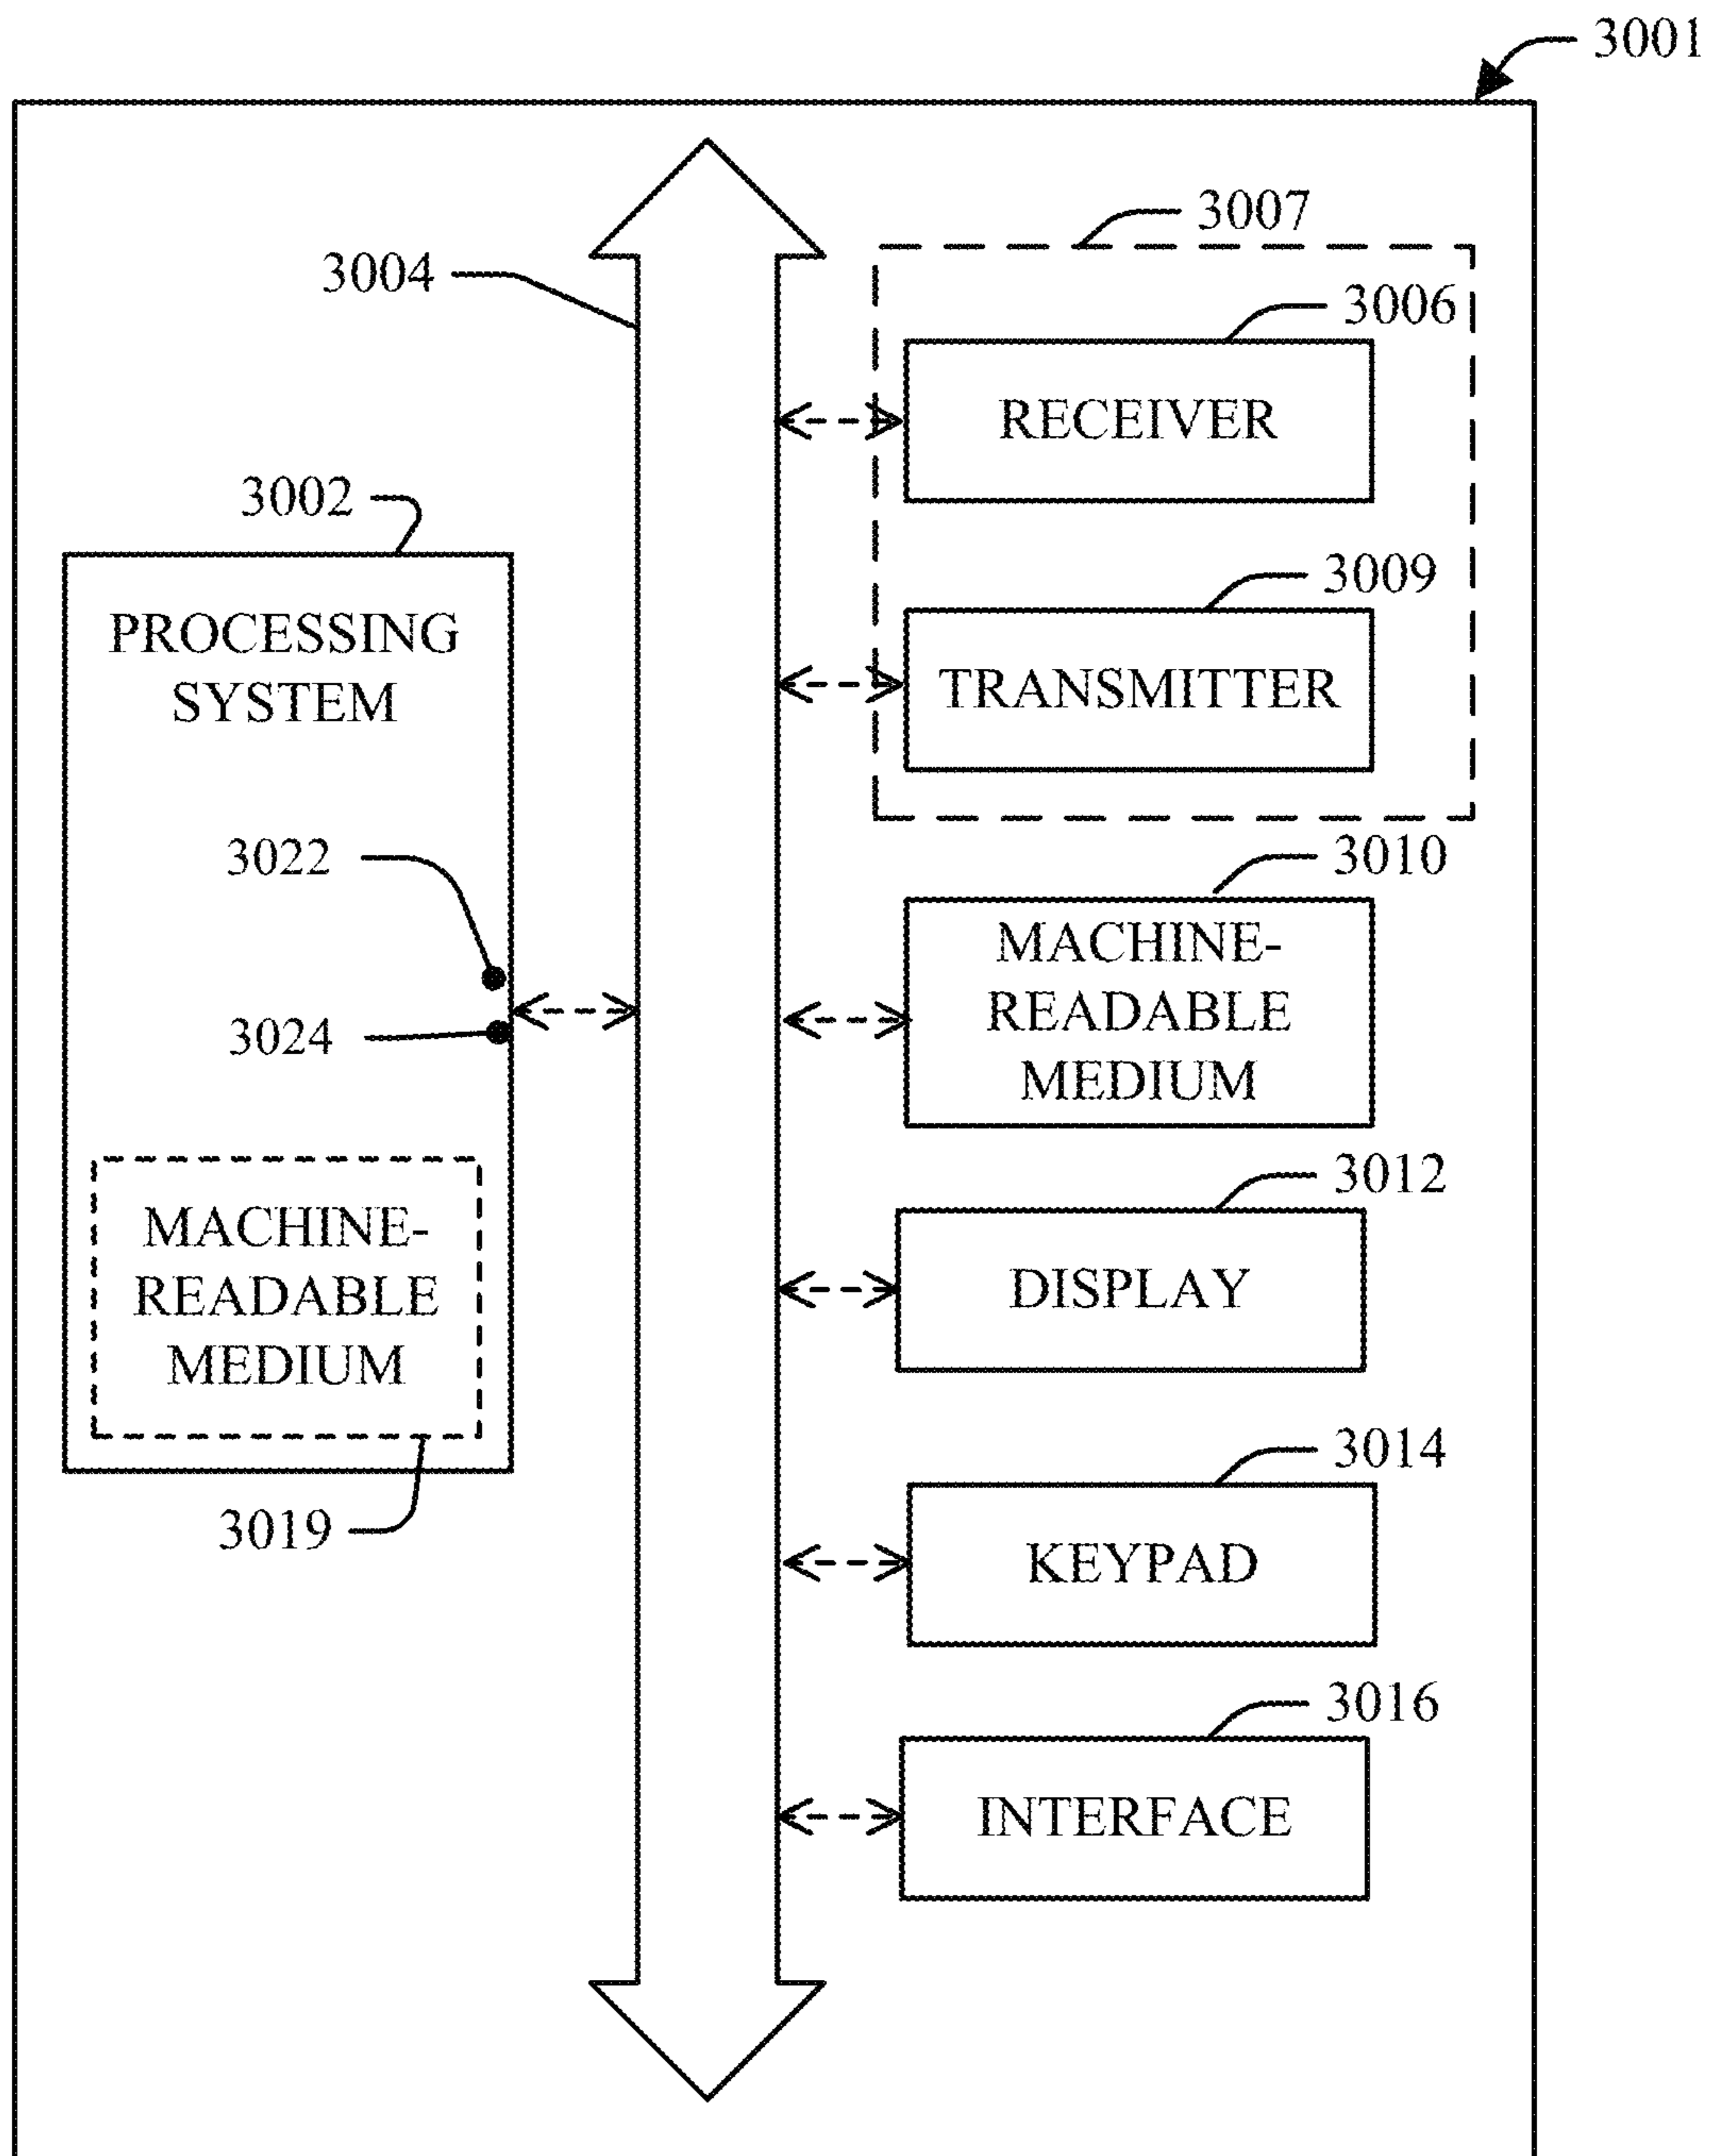 3001
3007
3004
3006
RECEIVER
3002
3009
PROCESSING
SYSTEM
TRANSMITTER
3022
3010
MACHINE-
READABLE
MEDIUM
3024
3012
MACHINE-
READABLE
MEDIUM
DISPLAY
3014
3019
KEYPAD
3016
INTERFACE